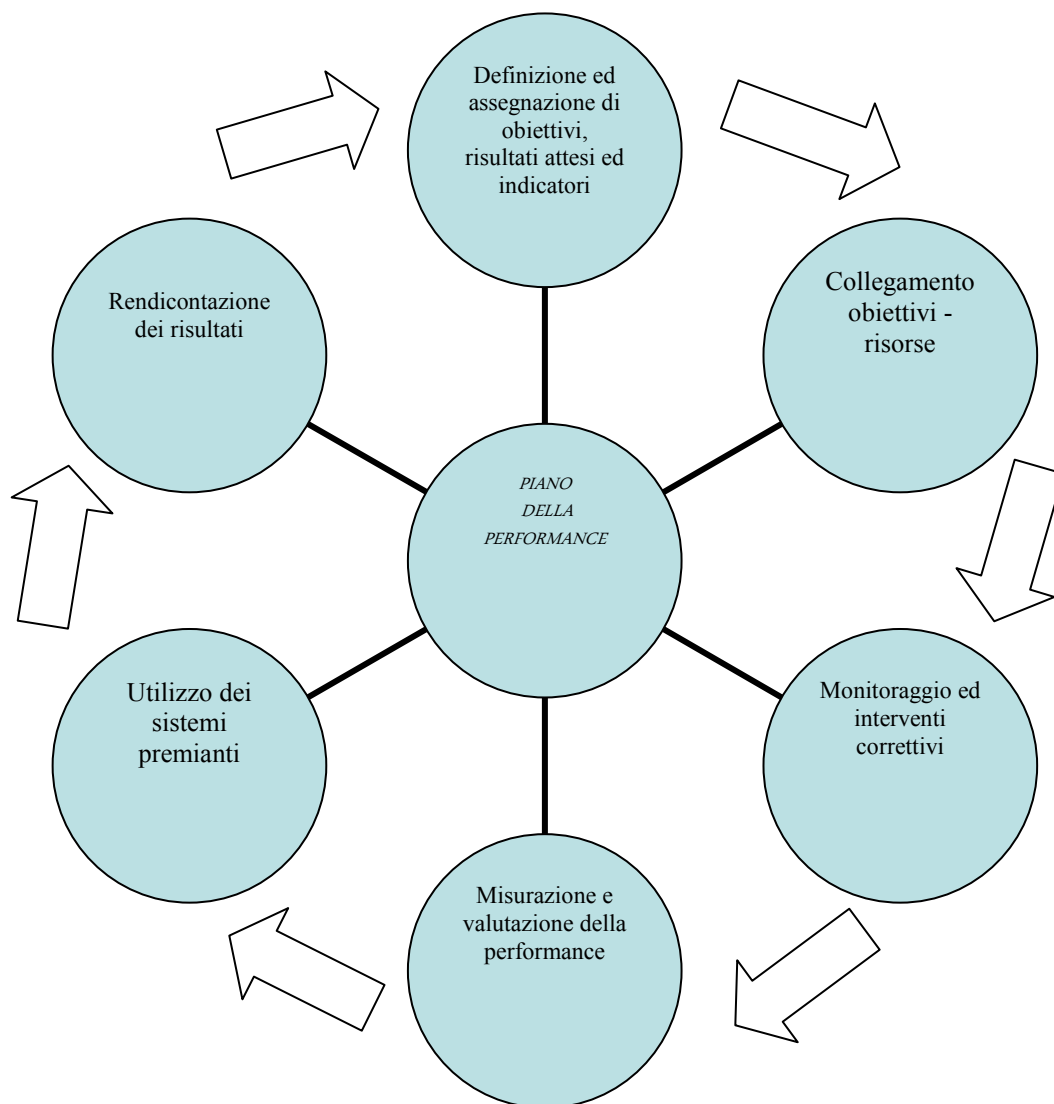 Definizione ed
assegnazione di
obiettivi,
risultati attesi ed
indicatori
Collegamento
obiettivi -
risorse
Monitoraggio ed
interventi
correttivi
Misurazione e
valutazione della
performance
Utilizzo dei
sistemi
premianti
Rendicontazione
dei risultati
PIANO
DELLA
PERFORMANCE